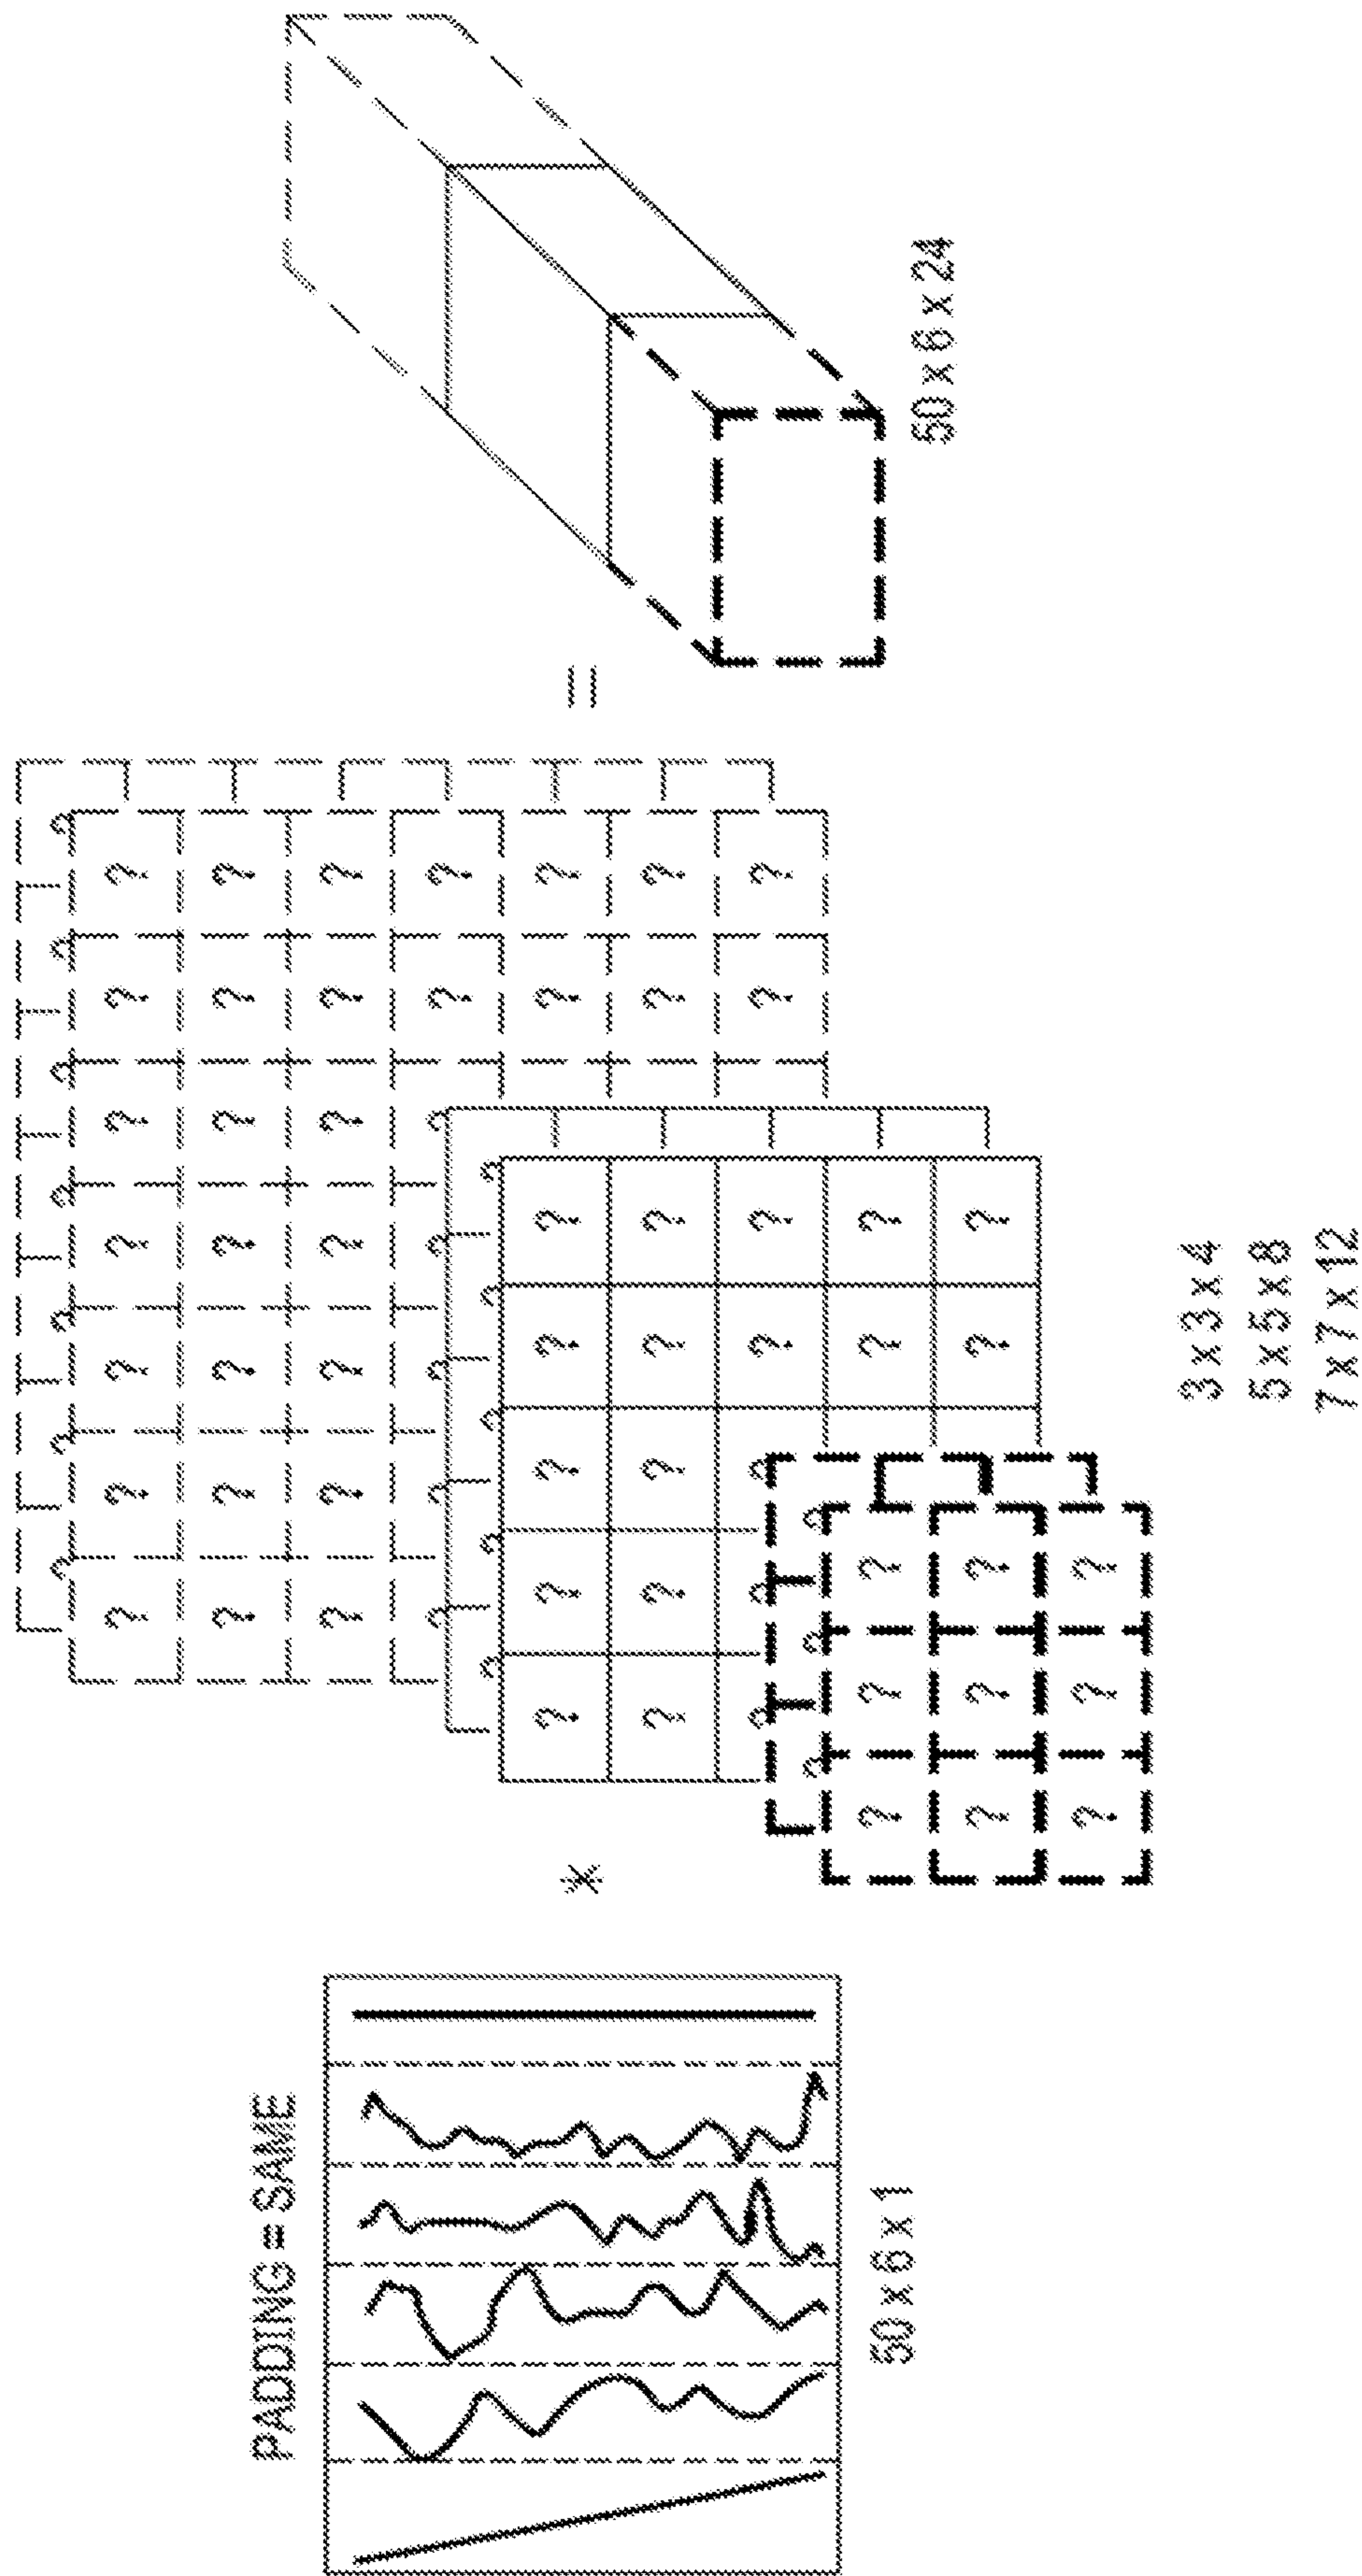 PADDING = SAME
50 x 6 x 1
*
? ? ? ? ? ? ?
? ? ? ? ? ? ?
? ? ? ? ? ? ?
? ? ? ? ? ? ?
? ?
? ?
? ?
? ?
? ? ? ? ?
? ? ? ? ?
? ? ? ? ?
? ? ?
? ?
? ?
? ? ?
? ? ?
? ? ?
? ? ?
3 x 3 x 4
5 x 5 x 8
7 x 7 x 12
=
50 x 6 x 24